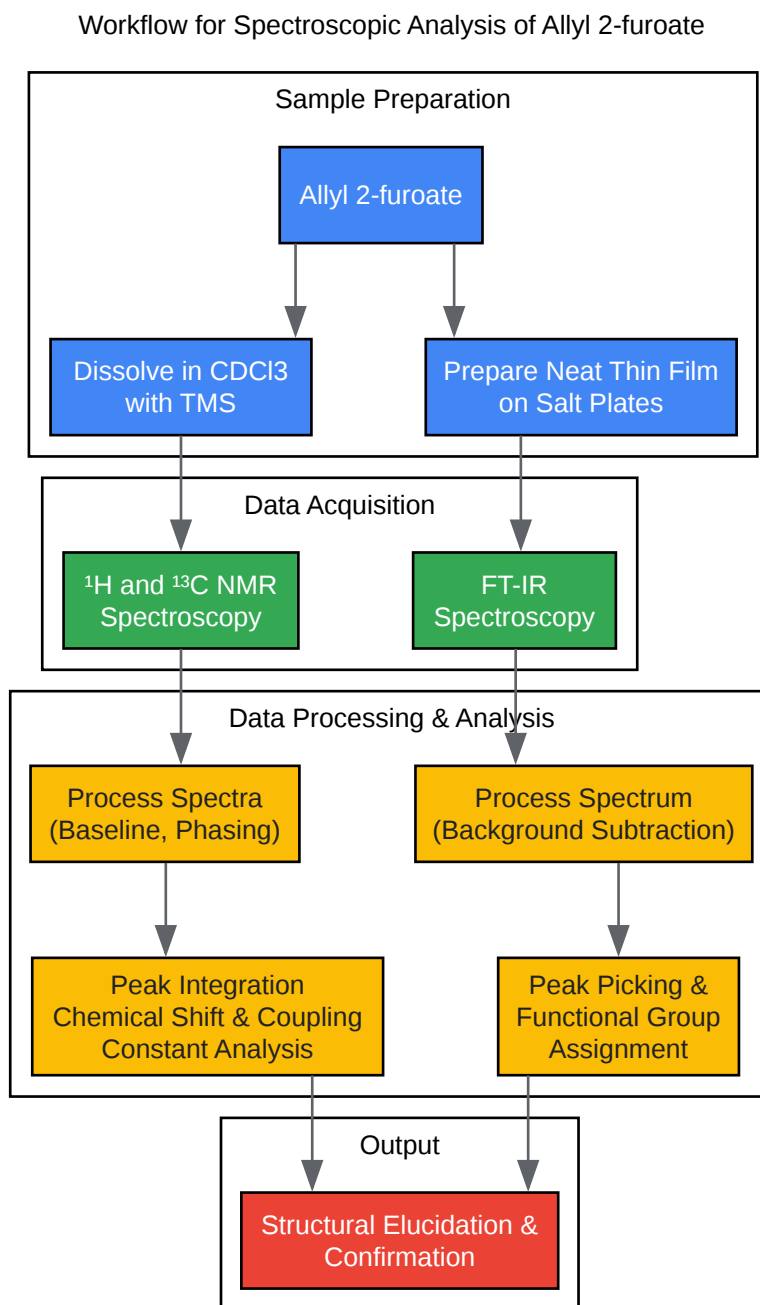 Workflow for Spectroscopic Analysis of Allyl 2-furoate
Sample Preparation
Allyl 2-furoate
Dissolve in CDCl3
with TMS
Prepare Neat Thin Film
on Salt Plates
Data Acquisition
¹H and ¹³C NMR
Spectroscopy
FT-IR
Spectroscopy
Data Processing & Analysis
Process Spectra
(Baseline, Phasing)
Process Spectrum
(Background Subtraction)
Peak Integration
Chemical Shift & Coupling
Constant Analysis
Peak Picking &
Functional Group
Assignment
Output
Structural Elucidation &
Confirmation